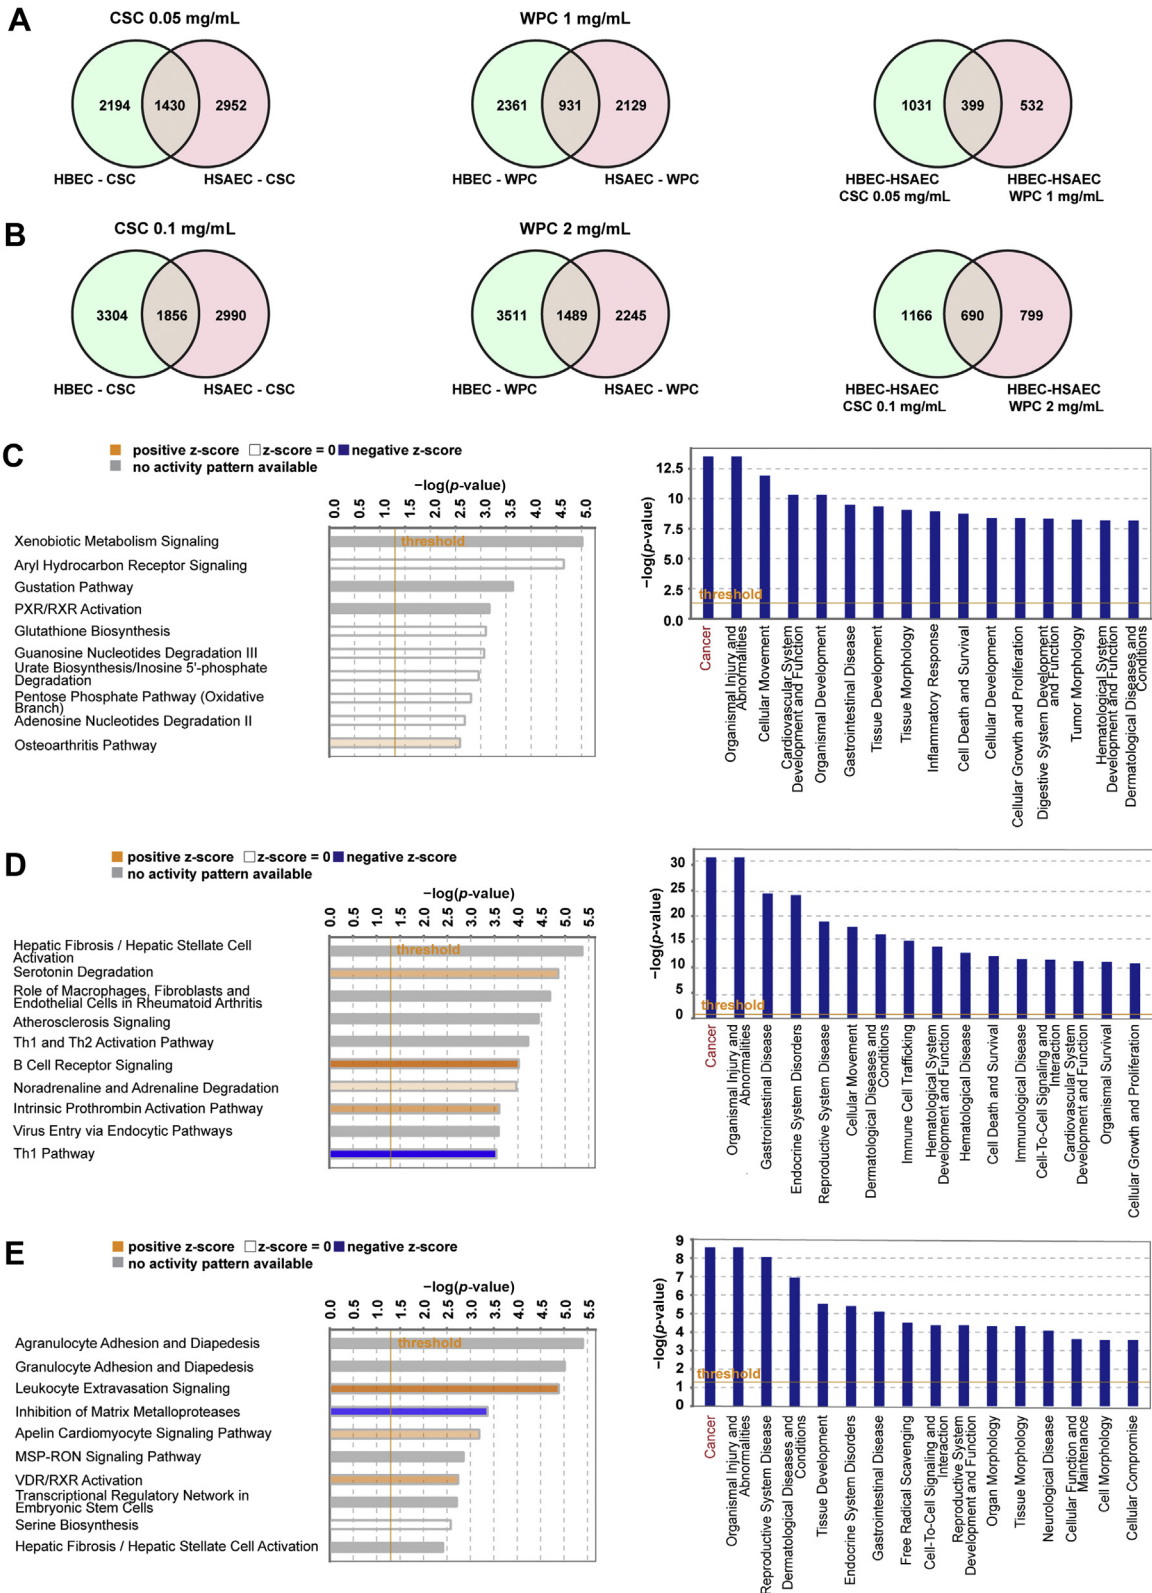 A
CSC 0.05 mg/mL
WPC 1 mg/mL
2194 1430 2952
2361 931 2129
1031 399 532
HBEC - CSC
HSAEC - CSC
HBEC - WPC
HSAEC - WPC
HBEC-HSAEC
CSC 0.05 mg/mL
HBEC-HSAEC
WPC 1 mg/mL
B
CSC 0.1 mg/mL
WPC 2 mg/mL
3304 1856 2990
3511 1489 2245
1166 690 799
HBEC - CSC
HSAEC - CSC
HBEC - WPC
HSAEC - WPC
HBEC-HSAEC
CSC 0.1 mg/mL
HBEC-HSAEC
WPC 2 mg/mL
C
positive z-score z-score = 0 negative z-score
no activity pattern available
−log(p-value)
0.0 0.5 1.0 1.5 2.0 2.5 3.0 3.5 4.0 4.5 5.0
threshold
Xenobiotic Metabolism Signaling
Aryl Hydrocarbon Receptor Signaling
Gustation Pathway
PXR/RXR Activation
Glutathione Biosynthesis
Guanosine Nucleotides Degradation III
Urate Biosynthesis/Inosine 5'-phosphate
Degradation
Pentose Phosphate Pathway (Oxidative
Branch)
Adenosine Nucleotides Degradation II
Osteoarthritis Pathway
−log(p-value)
12.5
10
7.5
5.0
2.5
0.0
threshold
Cancer
Organismal Injury and
Abnormalities
Cellular Movement
Cardiovascular System
Development and Function
Organismal Development
Gastrointestinal Disease
Tissue Development
Tissue Morphology
Inflammatory Response
Cell Death and Survival
Cellular Development
Cellular Growth and Proliferation
Digestive System Development
and Function
Tumor Morphology
Hematological System
Development and Function
Dermatological Diseases and
Conditions
D
positive z-score z-score = 0 negative z-score
no activity pattern available
−log(p-value)
0.0 0.5 1.0 1.5 2.0 2.5 3.0 3.5 4.0 4.5 5.0 5.5
threshold
Hepatic Fibrosis / Hepatic Stellate Cell
Activation
Serotonin Degradation
Role of Macrophages, Fibroblasts and
Endothelial Cells in Rheumatoid Arthritis
Atherosclerosis Signaling
Th1 and Th2 Activation Pathway
B Cell Receptor Signaling
Noradrenaline and Adrenaline Degradation
Intrinsic Prothrombin Activation Pathway
Virus Entry via Endocytic Pathways
Th1 Pathway
−log(p-value)
30
25
20
15
10
5
0
threshold
Cancer
Organismal Injury and
Abnormalities
Gastrointestinal Disease
Endocrine System Disorders
Reproductive System Disease
Cellular Movement
Dermatological Diseases and
Conditions
Immune Cell Trafficking
Hematological System
Development and Function
Hematological Disease
Cell Death and Survival
Immunological Disease
Cell-To-Cell Signaling and
Interaction
Cardiovascular System
Development and Function
Organismal Survival
Cellular Growth and Proliferation
E
positive z-score z-score = 0 negative z-score
no activity pattern available
−log(p-value)
0.0 0.5 1.0 1.5 2.0 2.5 3.0 3.5 4.0 4.5 5.0 5.5
threshold
Agranulocyte Adhesion and Diapedesis
Granulocyte Adhesion and Diapedesis
Leukocyte Extravasation Signaling
Inhibition of Matrix Metalloproteases
Apelin Cardiomyocyte Signaling Pathway
MSP-RON Signaling Pathway
VDR/RXR Activation
Transcriptional Regulatory Network in
Embryonic Stem Cells
Serine Biosynthesis
Hepatic Fibrosis / Hepatic Stellate Cell Activation
−log(p-value)
9
8
7
6
5
4
3
2
1
0
threshold
Cancer
Organismal Injury and
Abnormalities
Reproductive System Disease
Dermatological Diseases and
Conditions
Tissue Development
Endocrine System Disorders
Gastrointestinal Disease
Free Radical Scavenging
Cell-To-Cell Signaling and
Interaction
Reproductive System
Development and Function
Organ Morphology
Tissue Morphology
Neurological Disease
Cellular Function and
Maintenance
Cell Morphology
Cellular Compromise